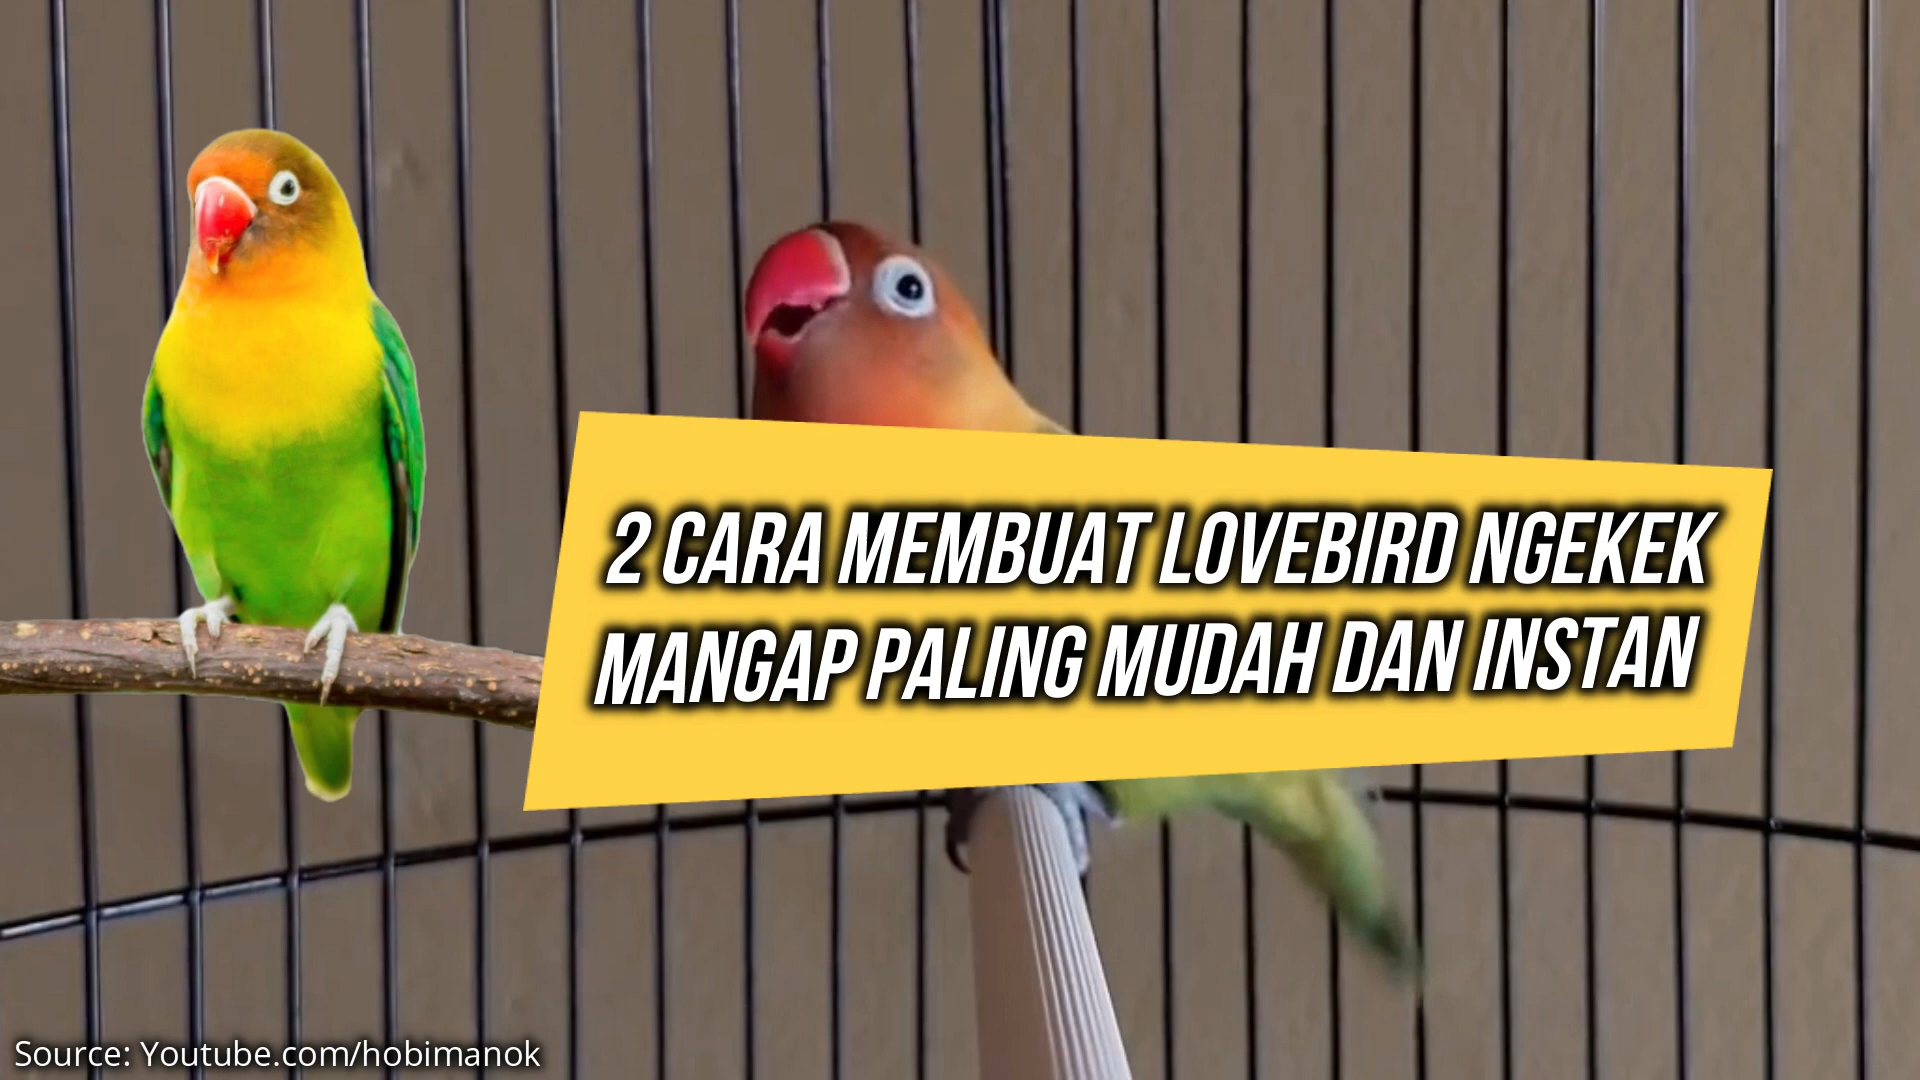 2 CARA MEMBUAT LOVEBIRD NGEKEK
MANGAP PALING MUDAH DAN INSTAN
Source: Youtube.com/hobimanok